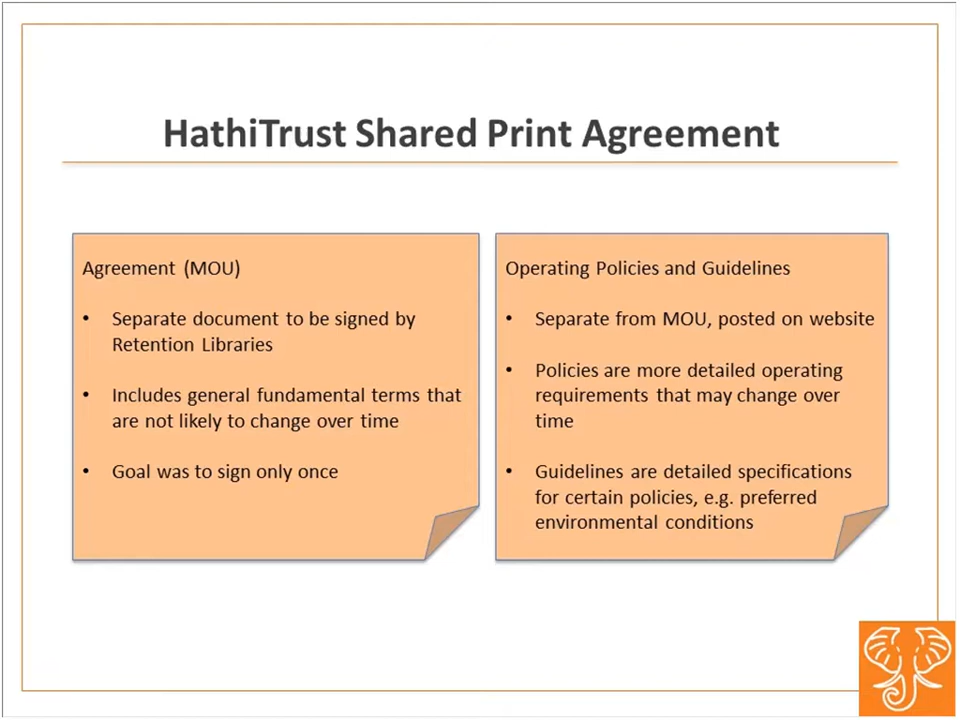 HathiTrust Shared Print Agreement
Agreement (MOU)
• Separate document to be signed by
Retention Libraries
• Includes general fundamental terms that
are not likely to change over time
• Goal was to sign only once
Operating Policies and Guidelines
• Separate from MOU, posted on website
• Policies are more detailed operating
requirements that may change over
time
• Guidelines are detailed specifications
for certain policies, e.g. preferred
environmental conditions